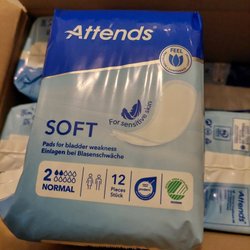 Attends®
FEEL
For sensitive skin
SOFT
Pads for bladder weakness
Einlagen bei Blasenschwäche
2
NORMAL
12
Pieces
Stück